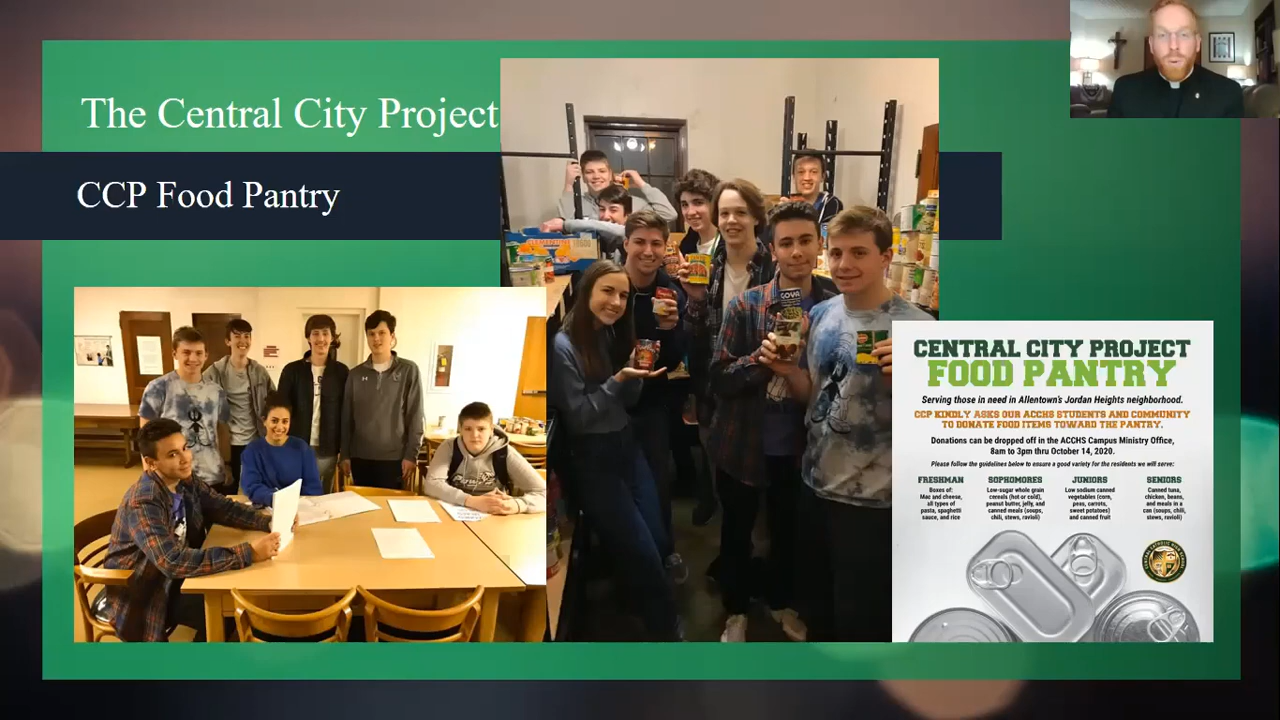 The Central City Project
CCP Food Pantry
CLEMENTINE
GOYA
CENTRAL CITY PROJECT
FOOD PANTRY
Serving those in need in Allentown's Jordan Heights neighborhood.
CCP KINDLY ASKS OUR ACCHS STUDENTS AND COMMUNITY
TO DONATE FOOD ITEMS TOWARD THE PANTRY.
Donations can be dropped off in the ACCHS Campus Ministry Office,
8am to 3pm thru October 14, 2020.
Please follow the guidelines below to ensure a good variety for the residents we will serve:
FRESHMAN
Boxes of:
Mac and cheese,
all types of
pasta, spaghetti
sauce, and rice
SOPHOMORES
Low-sugar whole grain
cereals (hot or cold),
peanut butter, jelly, and
canned meals (soups,
chili, stews, ravioli)
JUNIORS
Low sodium canned
vegetables (corn,
peas, carrots,
sweet potatoes)
and canned fruit
SENIORS
Canned tuna,
chicken, beans,
and meals in a
can (soups, chili,
stews, ravioli)